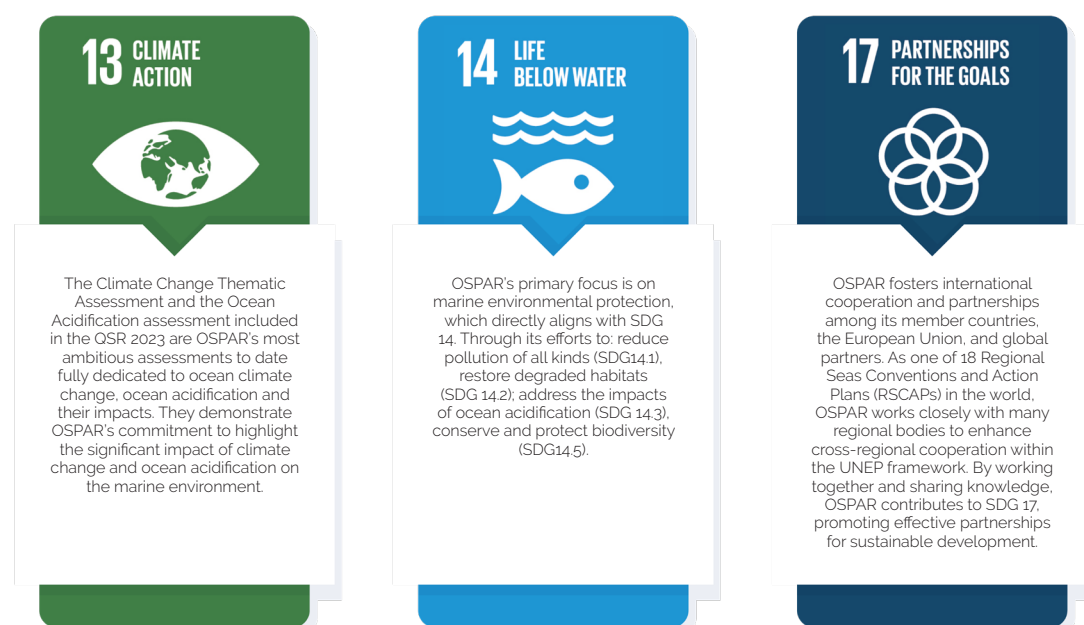 13 CLIMATE
ACTION
The Climate Change Thematic
Assessment and the Ocean
Acidification assessment included
in the QSR 2023 are OSPAR's most
ambitious assessments to date
fully dedicated to ocean climate
change, ocean acidification and
their impacts. They demonstrate
OSPAR's commitment to highlight
the significant impact of climate
change and ocean acidification on
the marine environment.
14 LIFE
BELOW WATER
OSPAR's primary focus is on
marine environmental protection,
which directly aligns with SDG
14. Through its efforts to: reduce
pollution of all kinds (SDG14.1),
restore degraded habitats
(SDG 14.2); address the impacts
of ocean acidification (SDG 14.3),
conserve and protect biodiversity
(SDG14.5).
17 PARTNERSHIPS
FOR THE GOALS
OSPAR fosters international
cooperation and partnerships
among its member countries,
the European Union, and global
partners. As one of 18 Regional
Seas Conventions and Action
Plans (RSCAPs) in the world,
OSPAR works closely with many
regional bodies to enhance
cross-regional cooperation within
the UNEP framework. By working
together and sharing knowledge,
OSPAR contributes to SDG 17,
promoting effective partnerships
for sustainable development.